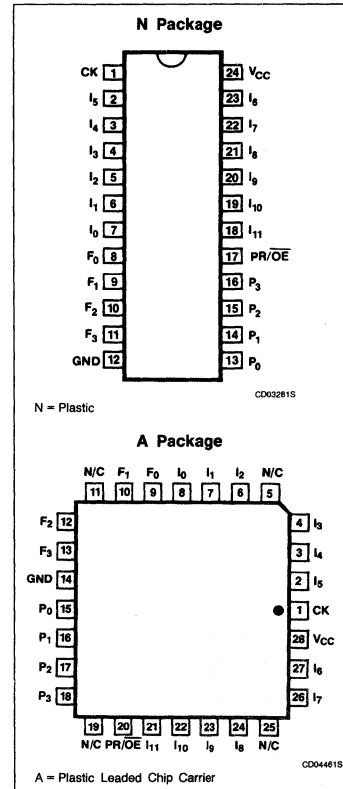 N Package
CK 1 24 VCC
I5 2 23 I6
I4 3 22 I7
I3 4 21 I8
I2 5 20 I9
I1 6 19 I10
I0 7 18 I11
F0 8 17 PR/OE
F1 9 16 P3
F2 10 15 P2
F3 11 14 P1
GND 12 13 P0
CD03281S
N = Plastic
A Package
N/C F1 F0 I0 I1 I2 N/C
11 10 9 8 7 6 5
F2 12 4 I3
F3 13 3 I4
GND 14 2 I5
P0 15 1 CK
P1 16 28 VCC
P2 17 27 I6
P3 18 26 I7
19 20 21 22 23 24 25
N/C PR/OE I11 I10 I9 I8 N/C
CD04461S
A = Plastic Leaded Chip Carrier